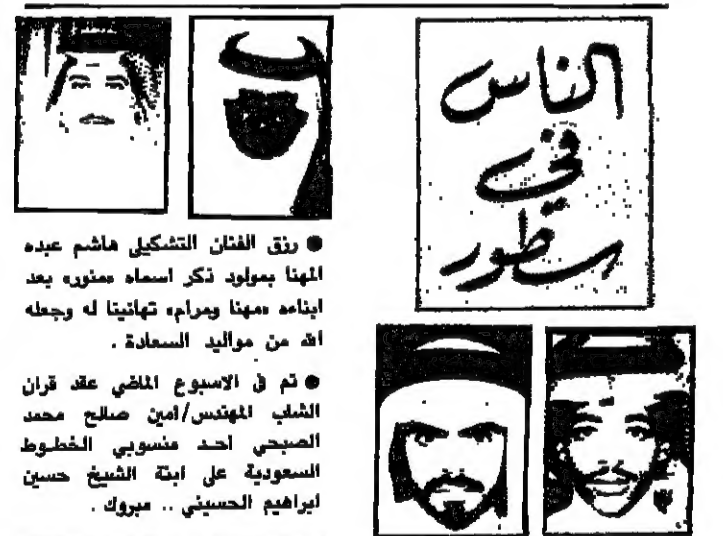 الناس
في
سطور
● رزق الفنان التشكيلي هاشم عبده
المهنا بمولود ذكر اسماه «منور» بعد
ابناءه «مهنا ومرام» تهانينا له وجعله
الله من مواليد السعادة .
● تم في الاسبوع الماضي عقد قران
الشاب المهندس/امين صالح محمد
الصبحي احد منسوبي الخطوط
السعودية على ابنة الشيخ حسين
ابراهيم الحسيني .. مبروك .